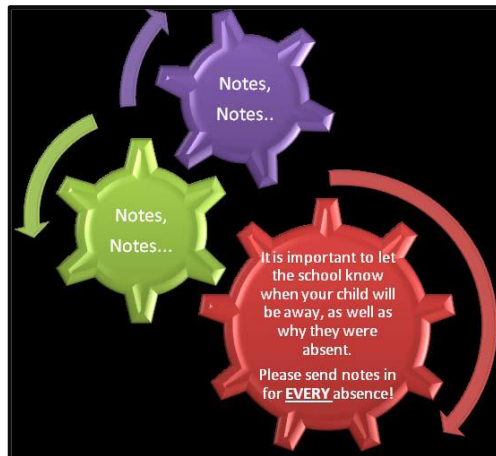 Notes,
Notes..
Notes,
Notes...
It is important to let
the school know
when your child will
be away, as well as
why they were
absent.
Please send notes in
for EVERY absence!